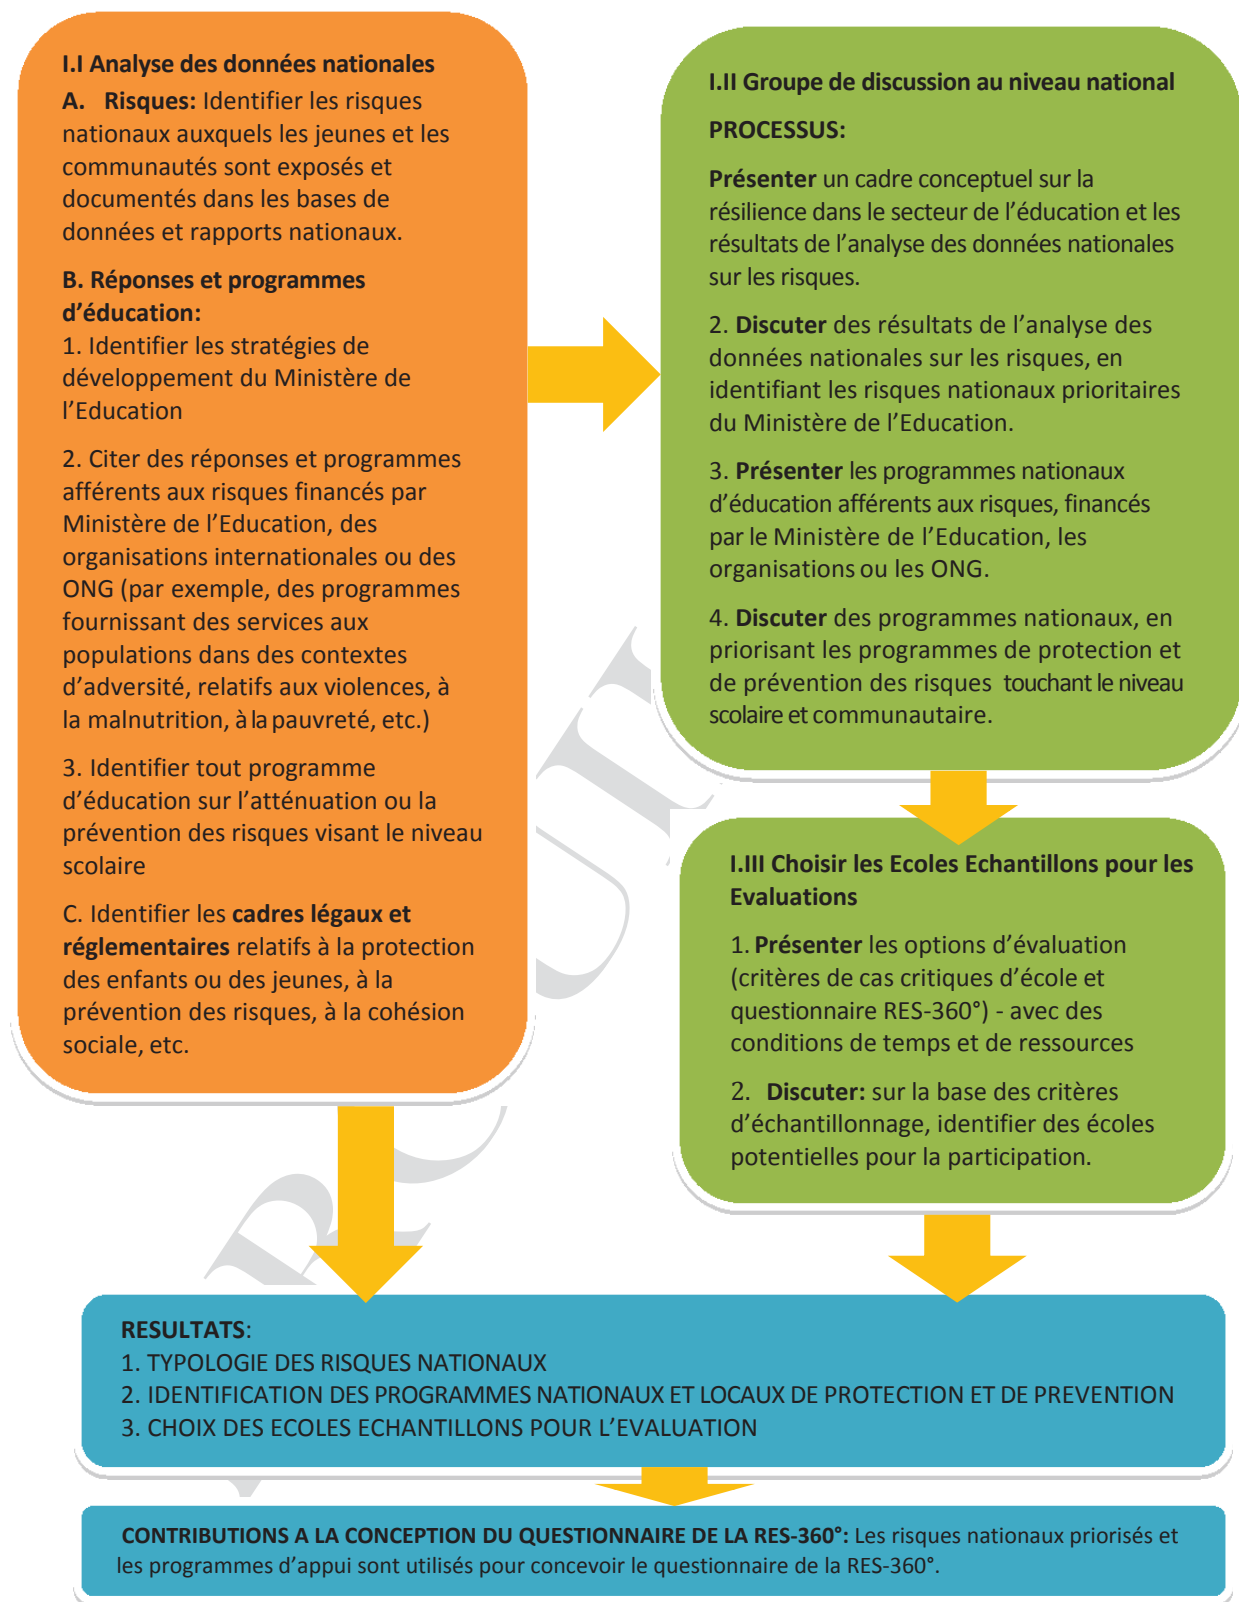 I.I Analyse des données nationales
A. Risques: Identifier les risques
nationaux auxquels les jeunes et les
communautés sont exposés et
documentés dans les bases de
données et rapports nationaux.
B. Réponses et programmes
d’éducation:
1. Identifier les stratégies de
développement du Ministère de
l’Education
2. Citer des réponses et programmes
afférents aux risques financés par
Ministère de l’Education, des
organisations internationales ou des
ONG (par exemple, des programmes
fournissant des services aux
populations dans des contextes
d’adversité, relatifs aux violences, à
la malnutrition, à la pauvreté, etc.)
3. Identifier tout programme
d’éducation sur l’atténuation ou la
prévention des risques visant le niveau
scolaire
C. Identifier les cadres légaux et
réglementaires relatifs à la protection
des enfants ou des jeunes, à la
prévention des risques, à la cohésion
sociale, etc.
I.II Groupe de discussion au niveau national
PROCESSUS:
Présenter un cadre conceptuel sur la
résilience dans le secteur de l’éducation et les
résultats de l’analyse des données nationales
sur les risques.
2. Discuter des résultats de l’analyse des
données nationales sur les risques, en
identifiant les risques nationaux prioritaires
du Ministère de l’Education.
3. Présenter les programmes nationaux
d’éducation afférents aux risques, financés
par le Ministère de l’Education, les
organisations ou les ONG.
4. Discuter des programmes nationaux, en
priorisant les programmes de protection et
de prévention des risques touchant le niveau
scolaire et communautaire.
I.III Choisir les Ecoles Echantillons pour les
Evaluations
1. Présenter les options d’évaluation
(critères de cas critiques d’école et
questionnaire RES-360°) - avec des
conditions de temps et de ressources
2. Discuter: sur la base des critères
d’échantillonnage, identifier des écoles
potentielles pour la participation.
RESULTATS:
1. TYPOLOGIE DES RISQUES NATIONAUX
2. IDENTIFICATION DES PROGRAMMES NATIONAUX ET LOCAUX DE PROTECTION ET DE PREVENTION
3. CHOIX DES ECOLES ECHANTILLONS POUR L’EVALUATION
CONTRIBUTIONS A LA CONCEPTION DU QUESTIONNAIRE DE LA RES-360°: Les risques nationaux priorisés et
les programmes d’appui sont utilisés pour concevoir le questionnaire de la RES-360°.